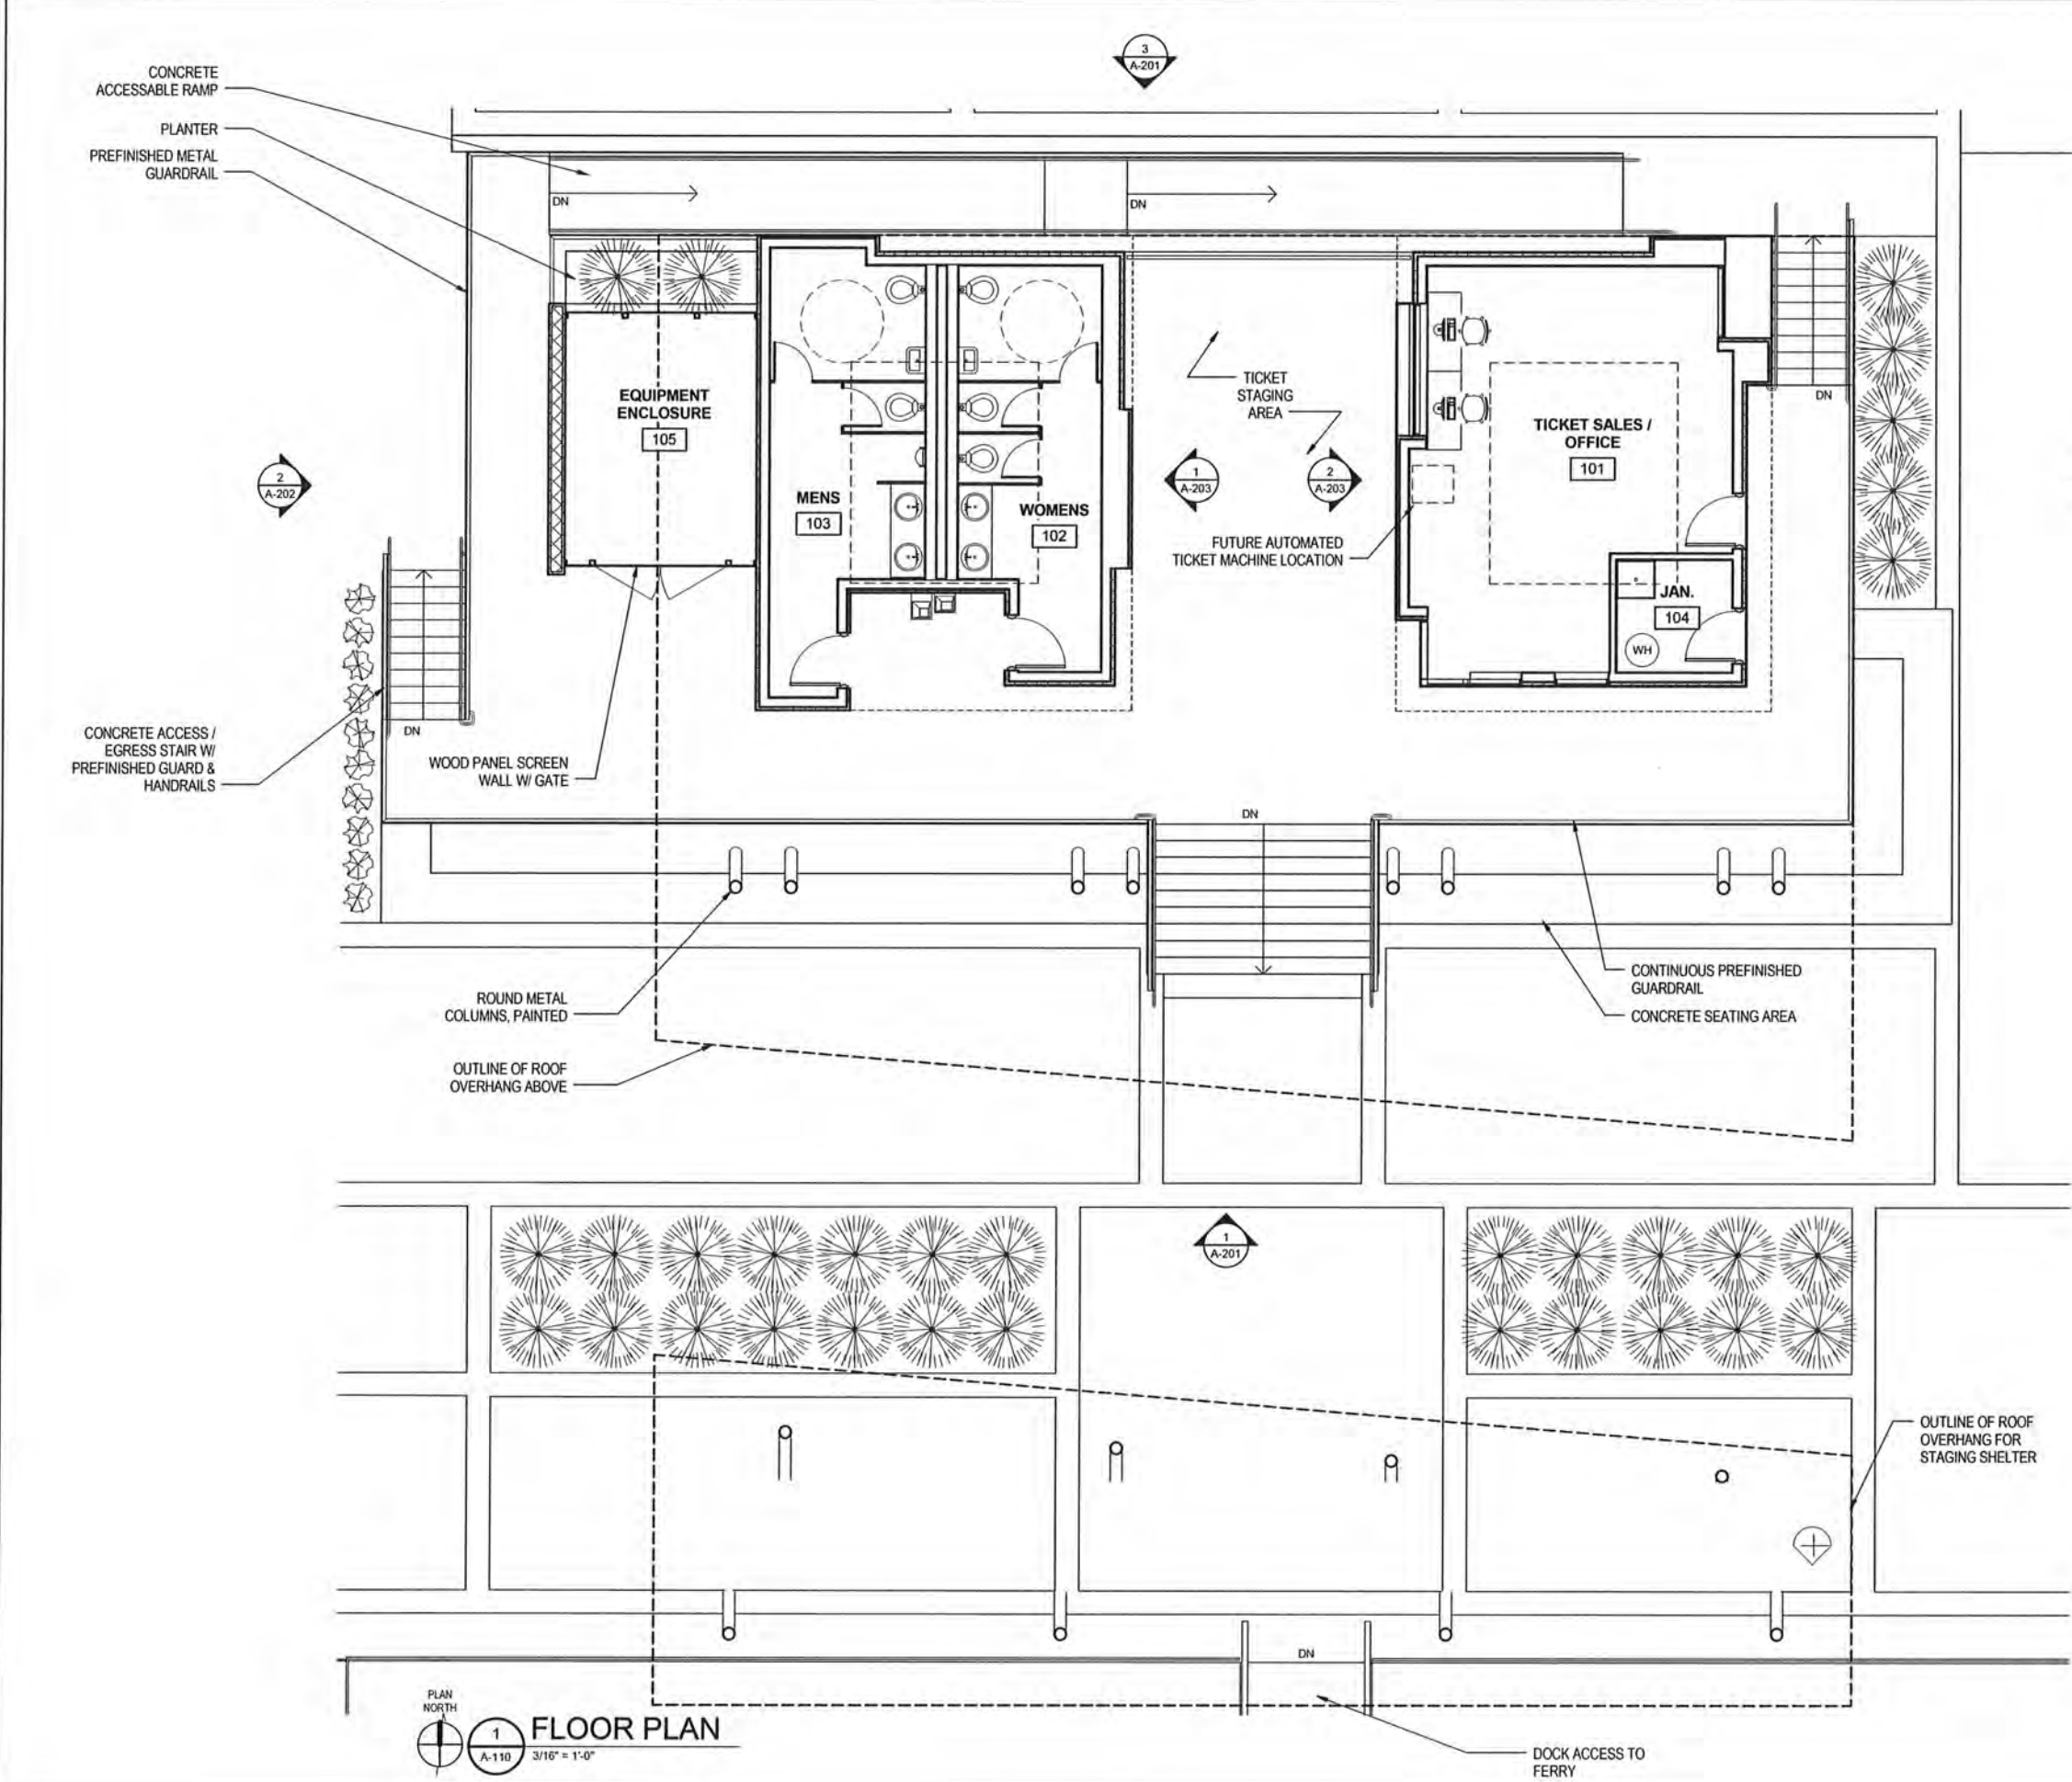 3
A-201
CONCRETE
ACCESSABLE RAMP
PLANTER
PREFINISHED METAL
GUARDRAIL
DN
DN
EQUIPMENT
ENCLOSURE
105
MENS
103
WOMENS
102
TICKET
STAGING
AREA
1
A-203
2
A-203
TICKET SALES /
OFFICE
101
DN
2
A-202
FUTURE AUTOMATED
TICKET MACHINE LOCATION
JAN.
104
WH
DN
CONCRETE ACCESS /
EGRESS STAIR W/
PREFINISHED GUARD &
HANDRAILS
WOOD PANEL SCREEN
WALL W/ GATE
DN
ROUND METAL
COLUMNS, PAINTED
CONTINUOUS PREFINISHED
GUARDRAIL
CONCRETE SEATING AREA
OUTLINE OF ROOF
OVERHANG ABOVE
1
A-201
OUTLINE OF ROOF
OVERHANG FOR
STAGING SHELTER
DN
PLAN
NORTH
1
A-110
FLOOR PLAN
3/16" = 1'-0"
DOCK ACCESS TO
FERRY